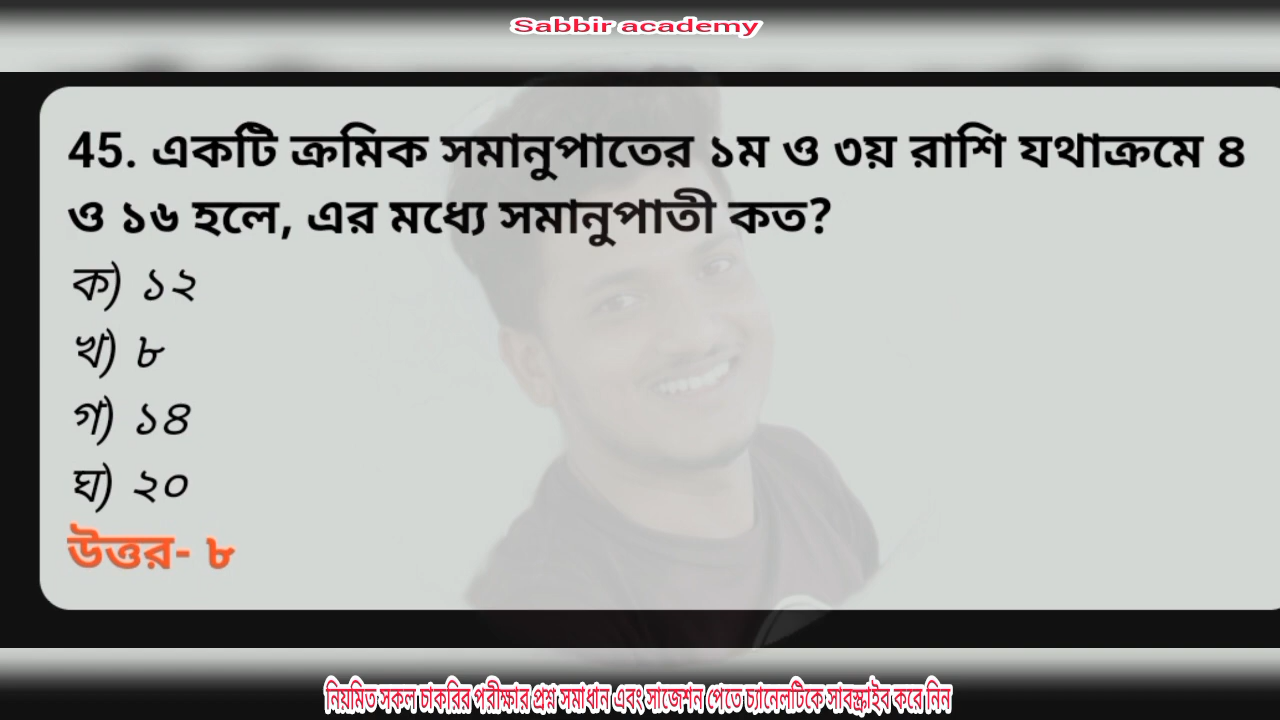 Sabbir academy
45. একটি ক্রমিক সমানুপাতের ১ম ও ৩য় রাশি যথাক্রমে ৪
ও ১৬ হলে, এর মধ্যে সমানুপাতী কত?
ক) ১২
খ) ৮
গ) ১৪
ঘ) ২০
উত্তর- ৮
নিয়মিত সকল চাকরির পরীক্ষার প্রশ্ন সমাধান এবং সাজেশন পেতে চ্যানেলটিকে সাবস্ক্রাইব করে নিন